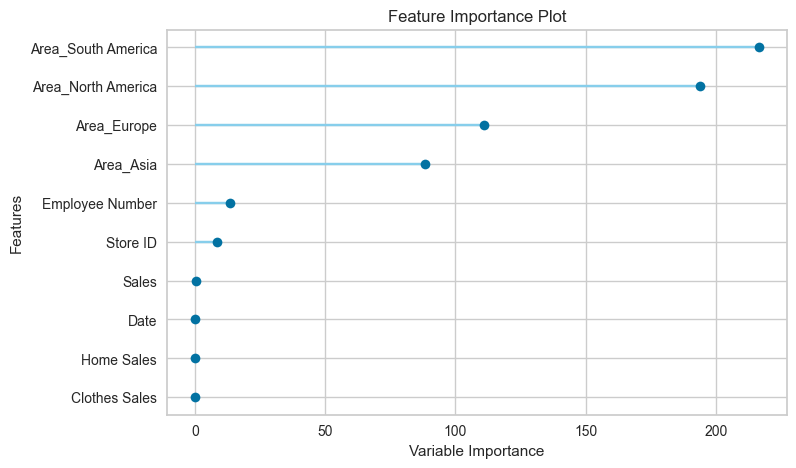 Feature Importance Plot
Features
Area_South America
Area_North America
Area_Europe
Area_Asia
Employee Number
Store ID
Sales
Date
Home Sales
Clothes Sales
0 50 100 150 200
Variable Importance